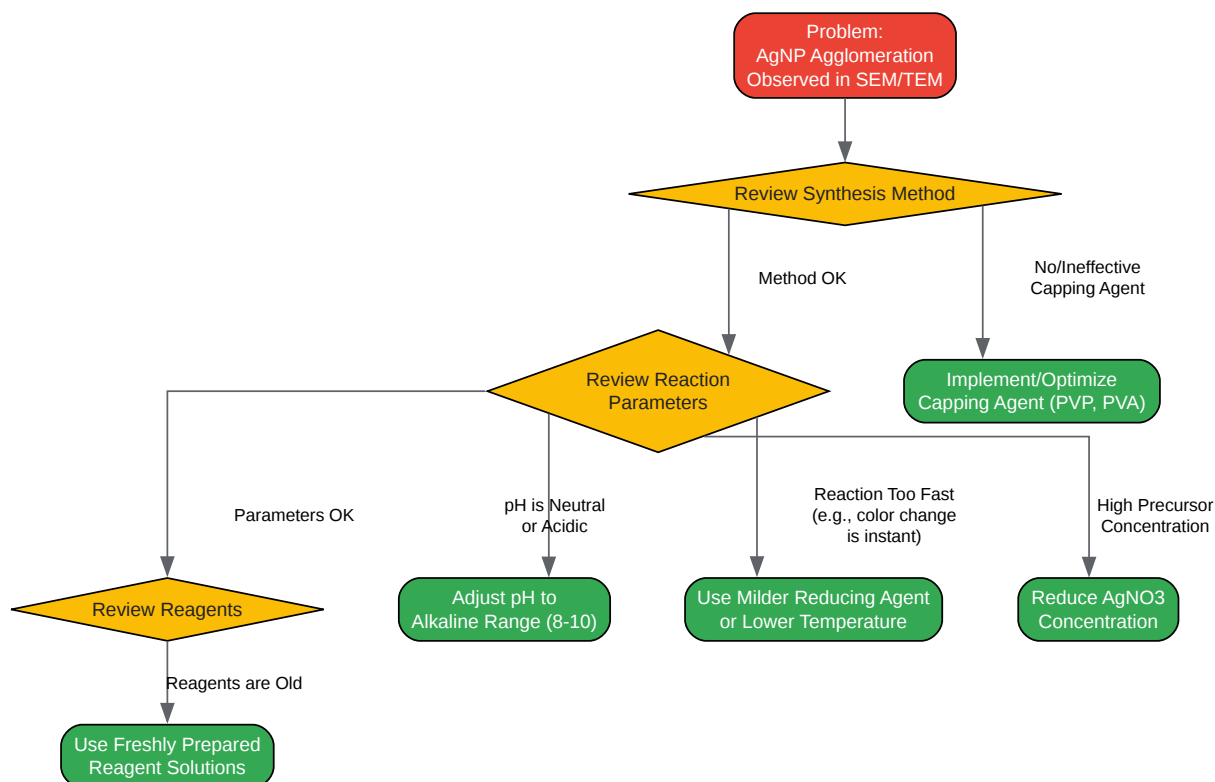 Problem:
AgNP Agglomeration
Observed in SEM/TEM
Review Synthesis Method
Method OK
No/Ineffective
Capping Agent
Review Reaction
Parameters
Implement/Optimize
Capping Agent (PVP, PVA)
Parameters OK
pH is Neutral
or Acidic
Reaction Too Fast
(e.g., color change
is instant)
High Precursor
Concentration
Review Reagents
Adjust pH to
Alkaline Range (8-10)
Use Milder Reducing Agent
or Lower Temperature
Reduce AgNO3
Concentration
Reagents are Old
Use Freshly Prepared
Reagent Solutions